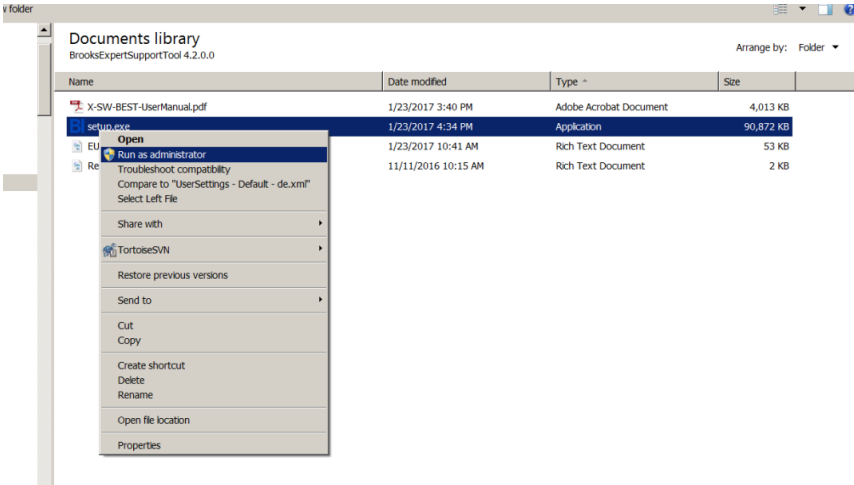 w folder
Documents library
BrooksExpertSupportTool 4.2.0.0
Arrange by: Folder
Name Date modified Type Size
X-SW-BEST-UserManual.pdf 1/23/2017 3:40 PM Adobe Acrobat Document 4,013 KB
BI setup.exe 1/23/2017 4:34 PM Application 90,872 KB
EU 1/23/2017 10:41 AM Rich Text Document 53 KB
Re 11/11/2016 10:15 AM Rich Text Document 2 KB
Open
Run as administrator
Troubleshoot compatibility
Compare to "UserSettings - Default - de.xml"
Select Left File
Share with
TortoiseSVN
Restore previous versions
Send to
Cut
Copy
Create shortcut
Delete
Rename
Open file location
Properties